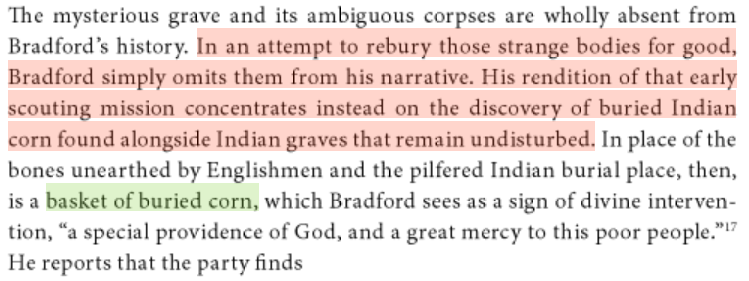 The mysterious grave and its ambiguous corpses are wholly absent from
Bradford’s history. In an attempt to rebury those strange bodies for good,
Bradford simply omits them from his narrative. His rendition of that early
scouting mission concentrates instead on the discovery of buried Indian
corn found alongside Indian graves that remain undisturbed. In place of the
bones unearthed by Englishmen and the pilfered Indian burial place, then,
is a basket of buried corn, which Bradford sees as a sign of divine interven-
tion, “a special providence of God, and a great mercy to this poor people.”17
He reports that the party finds